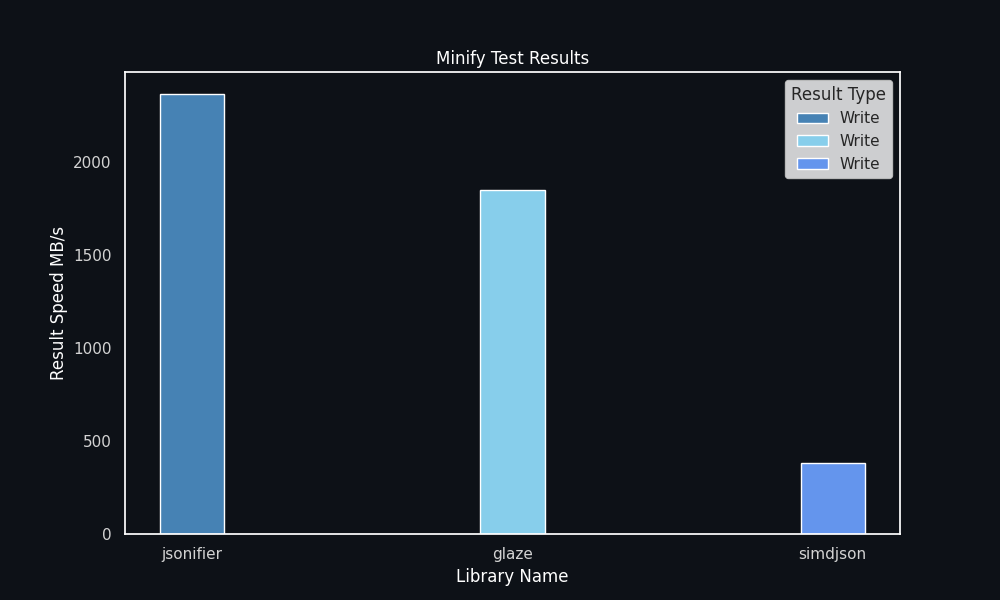 Minify Test Results
Result Type
Write
Write
Write
Result Speed MB/s
2000
1500
1000
500
0
jsonifier
glaze
simdjson
Library Name